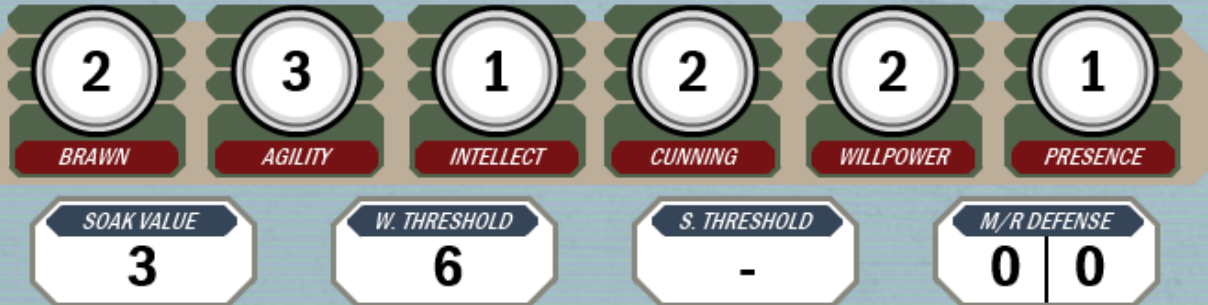 2 3 1 2 2 1
BRAWN AGILITY INTELLECT CUNNING WILLPOWER PRESENCE
SOAK VALUE W. THRESHOLD S. THRESHOLD M/R DEFENSE
3 6 - 0 0